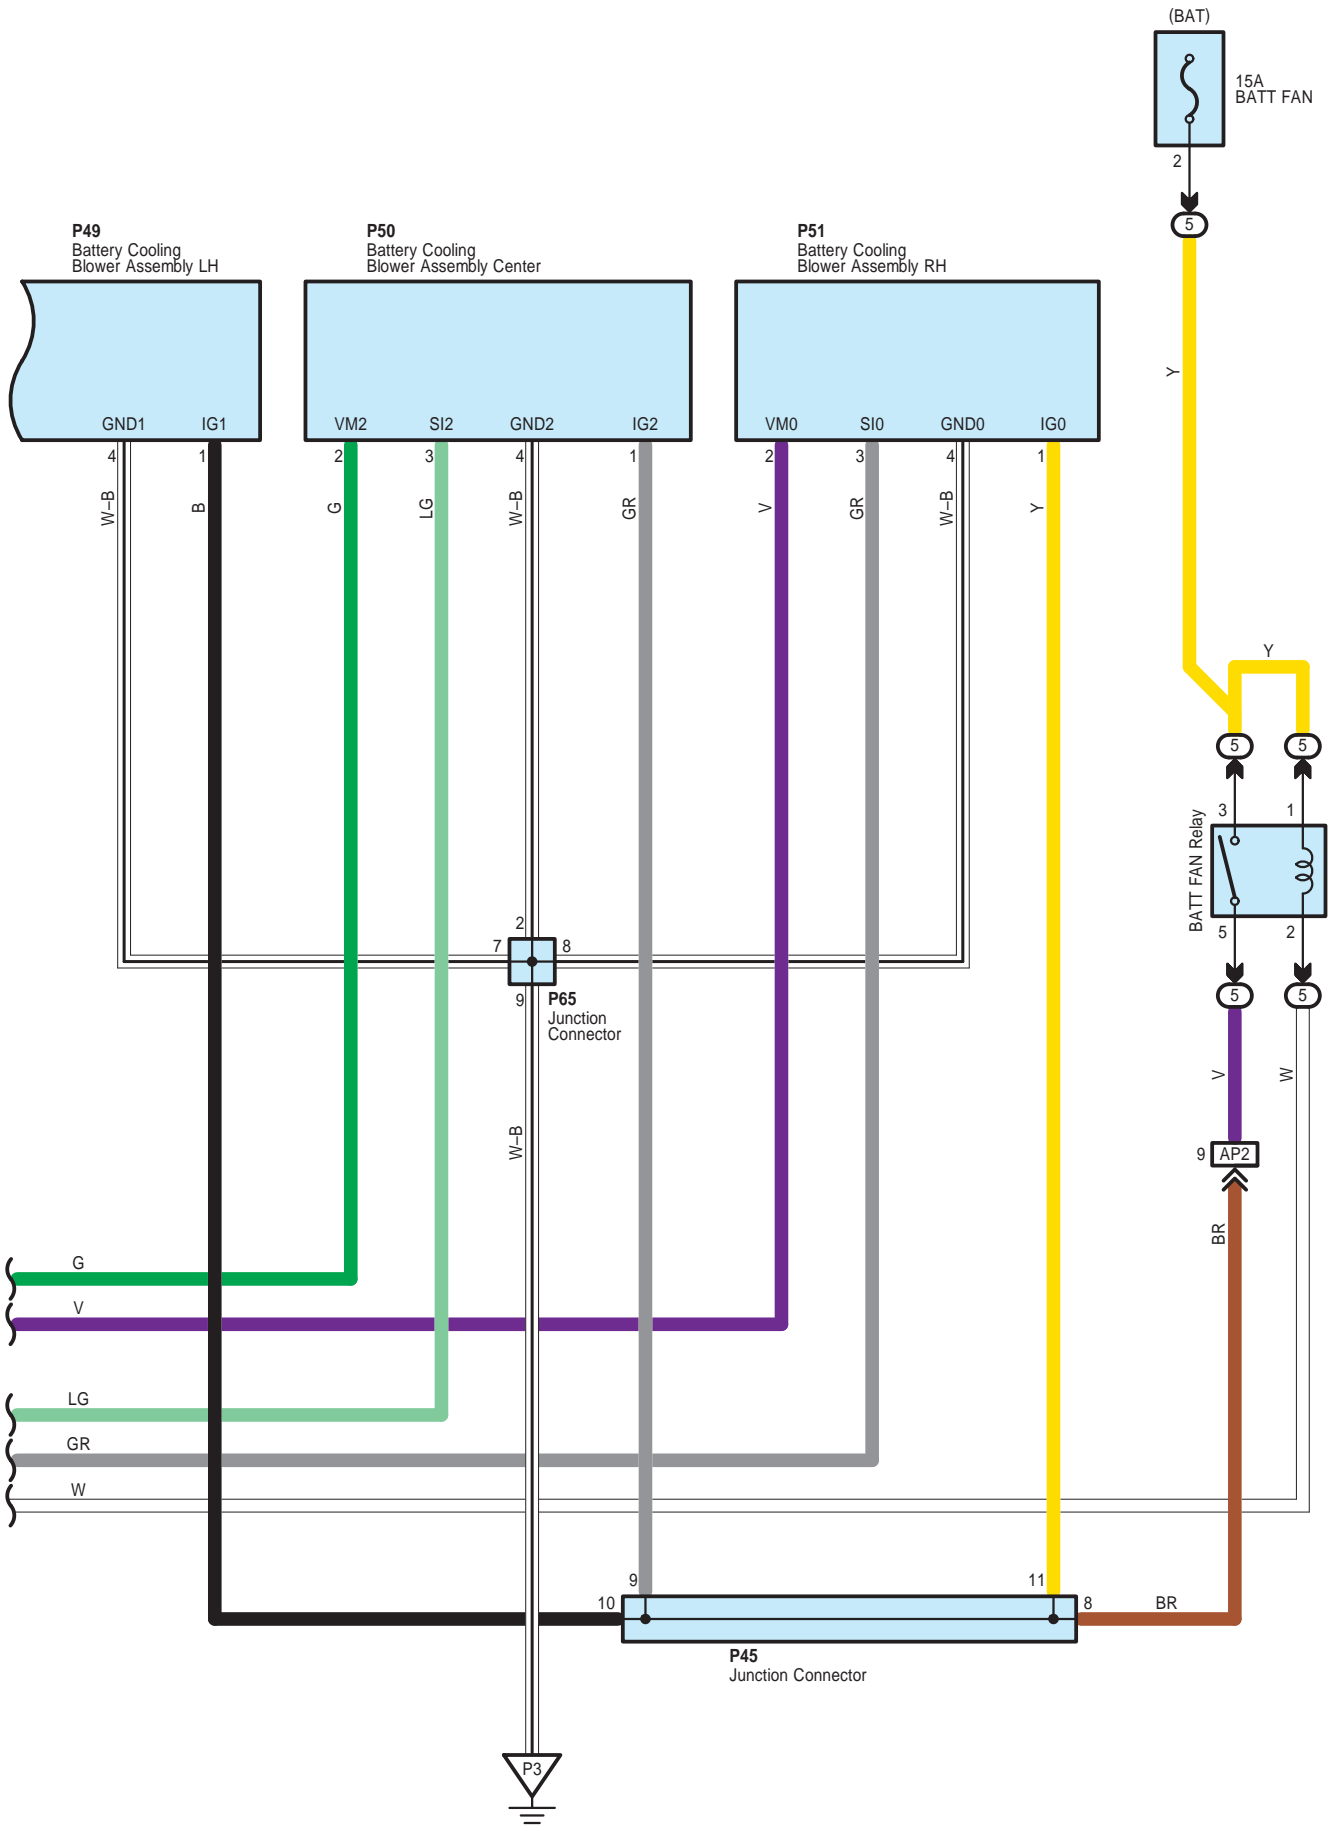 (BAT)
15A
BATT FAN
2
5
P49
Battery Cooling
Blower Assembly LH
P50
Battery Cooling
Blower Assembly Center
P51
Battery Cooling
Blower Assembly RH
GND1
IG1
VM2
SI2
GND2
IG2
VM0
SI0
GND0
IG0
4
1
2
3
4
1
2
3
4
1
W–B
B
G
LG
W–B
GR
V
GR
W–B
Y
Y
Y
5
5
3
1
BATT FAN Relay
5
2
5
5
2
7
8
9
P65
Junction
Connector
V
W
W–B
9
AP2
BR
G
V
LG
GR
W
9
11
10
8
BR
P45
Junction Connector
P3